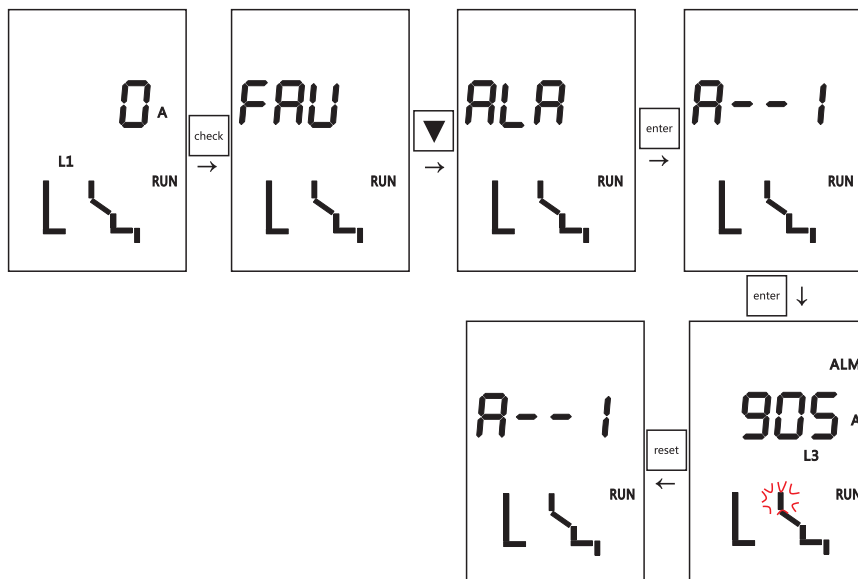 0 A
L1
RUN
check
→
FAU
RUN
▼
→
ALA
RUN
enter
→
A--1
RUN
enter ↓
ALM
905 A
L3
RUN
reset
←
A--1
RUN